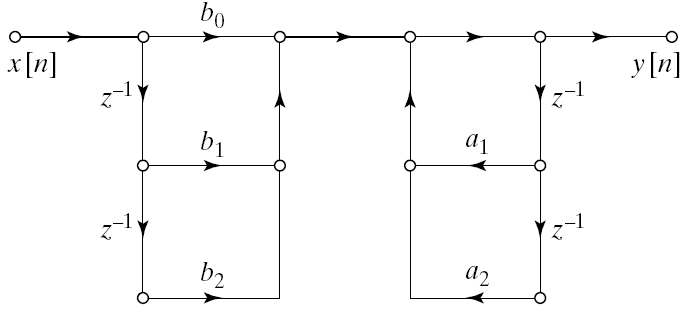 b₀
x[n] y[n]
z⁻¹ z⁻¹
b₁ a₁
z⁻¹ z⁻¹
b₂ a₂